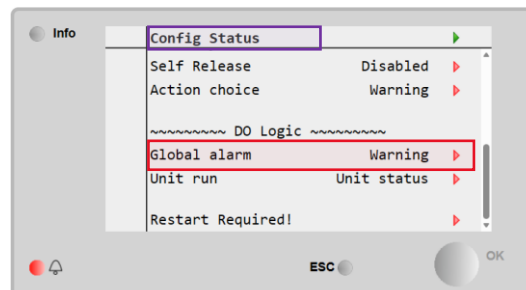 Info
Config Status
Self Release Disabled
Action choice Warning
~~~~~~~~~ DO Logic ~~~~~~~~~
Global alarm Warning
Unit run Unit status
Restart Required!
ESC
OK